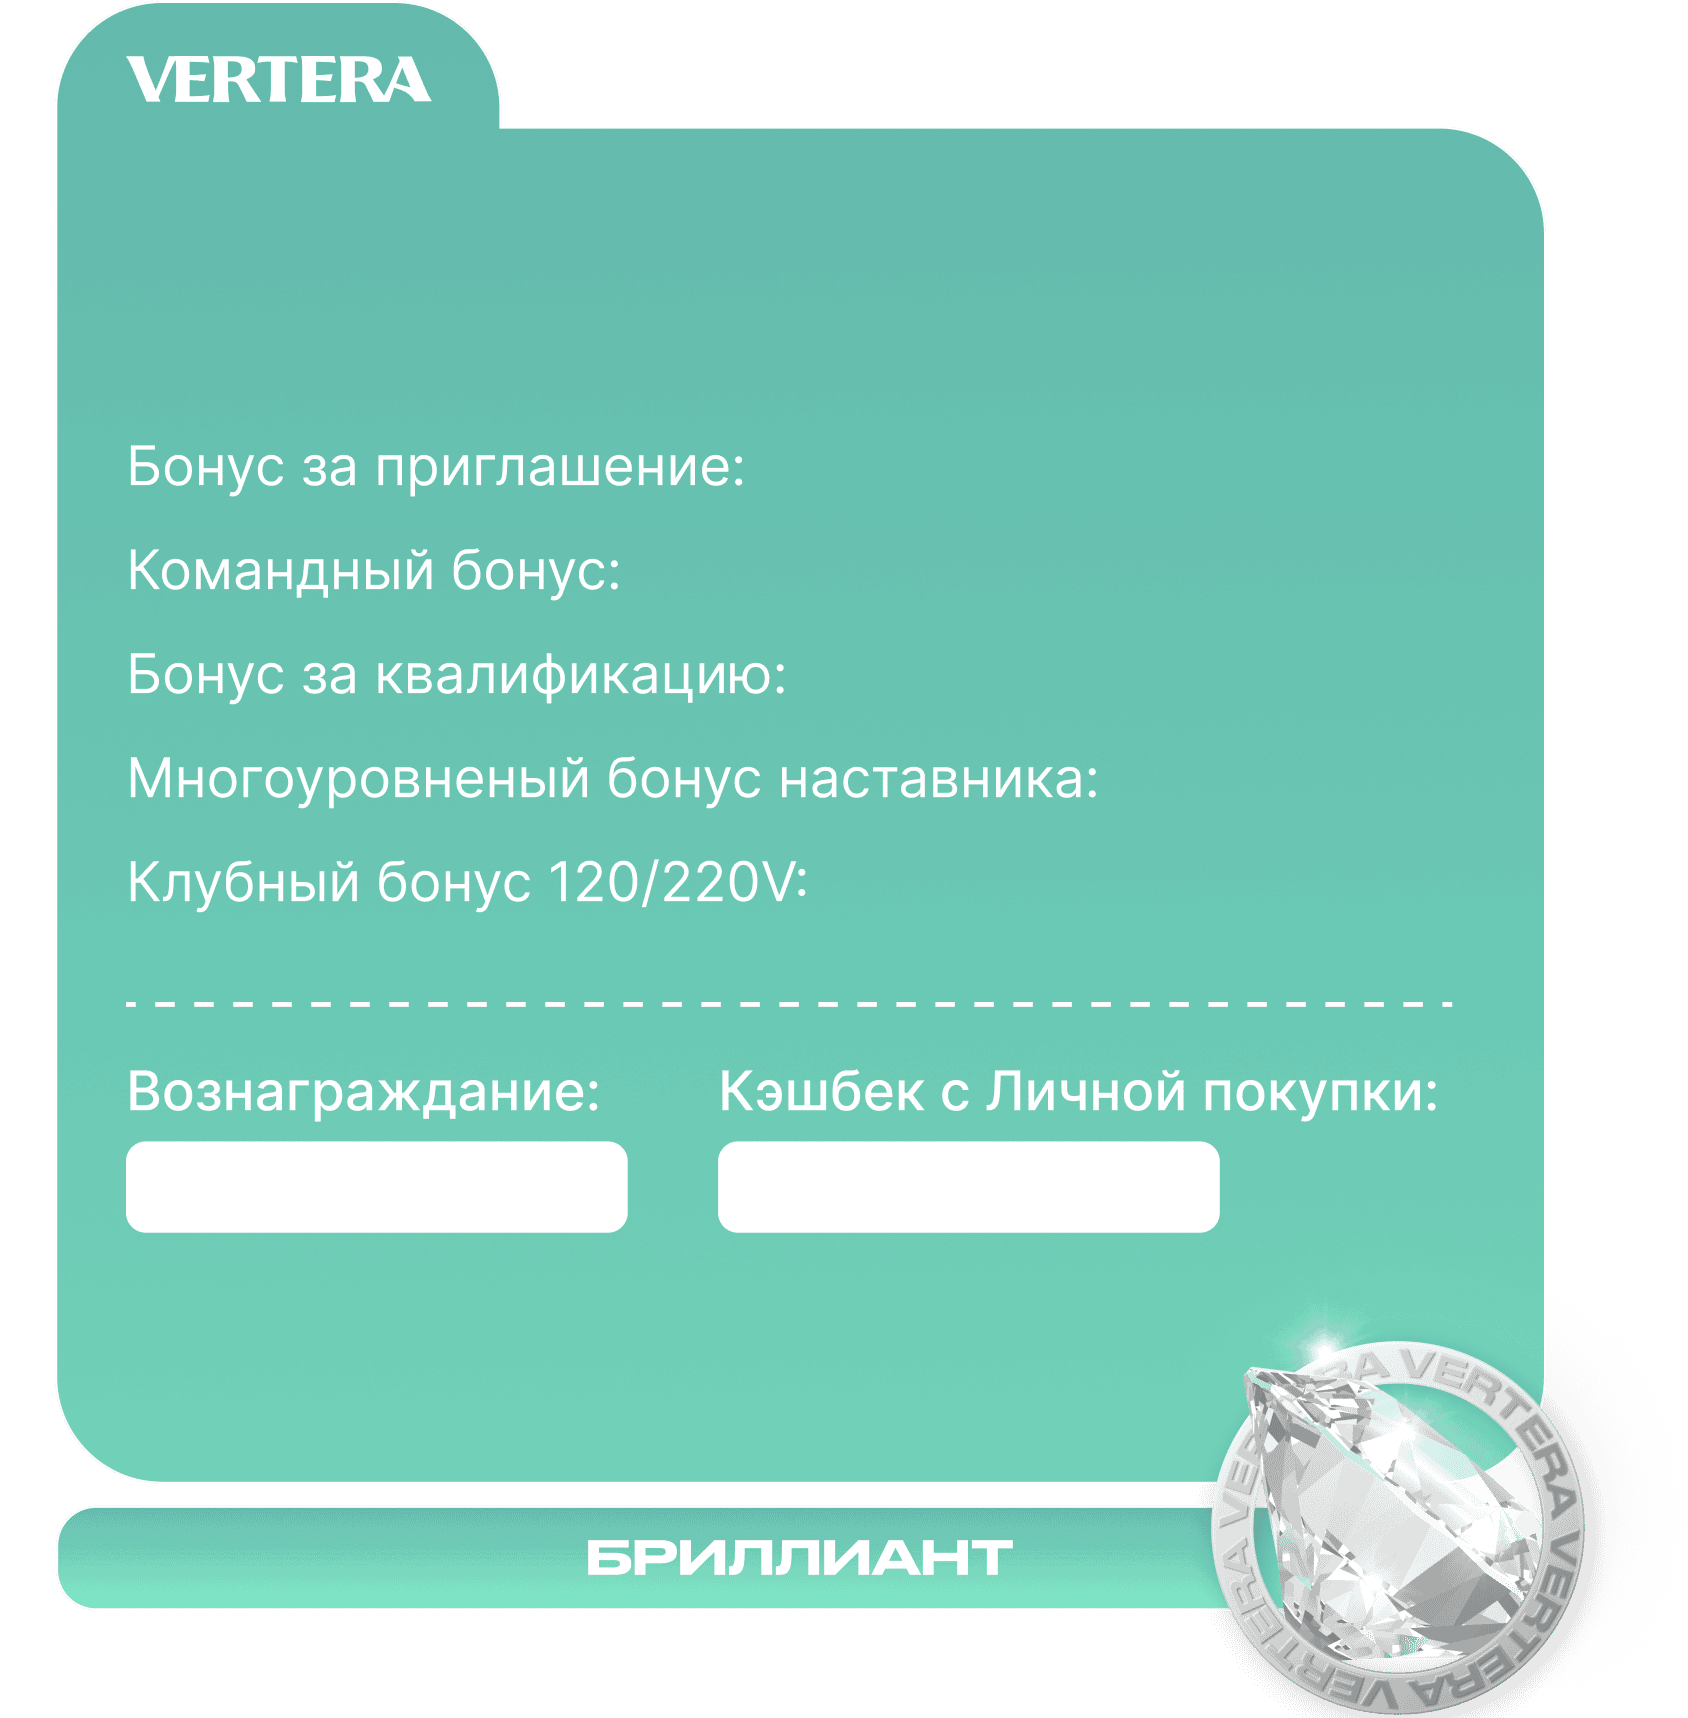 VERTERA
Бонус за приглашение:
Командный бонус:
Бонус за квалификацию:
Многоуровненый бонус наставника:
Клубный бонус 120/220V:
Вознаграждание:
Кэшбек с Личной покупки:
БРИЛЛИАНТ
VERTERA VERTERA VERTERA VERTERA VERTERA